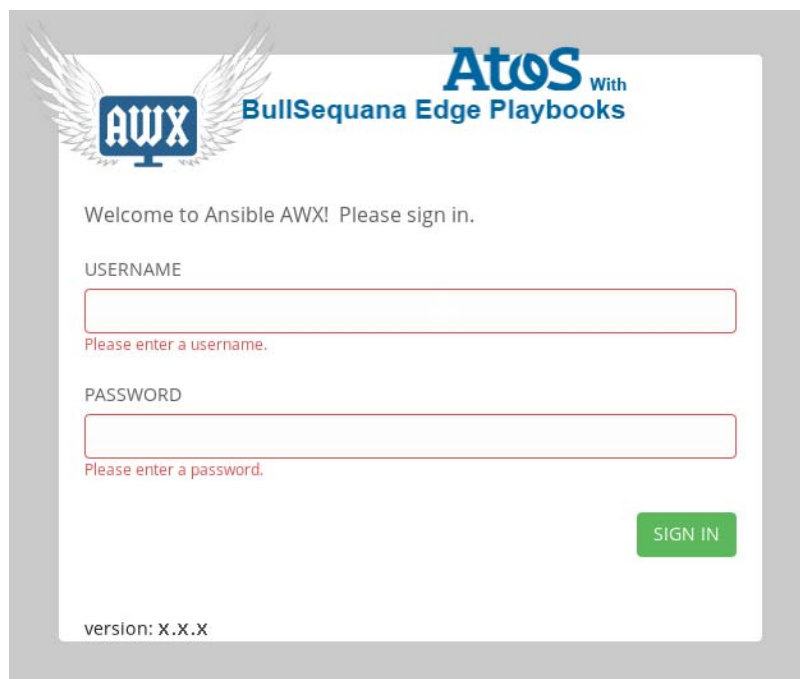 AWX
Atos With
BullSequana Edge Playbooks
Welcome to Ansible AWX! Please sign in.
USERNAME
Please enter a username.
PASSWORD
Please enter a password.
SIGN IN
version: x.x.x